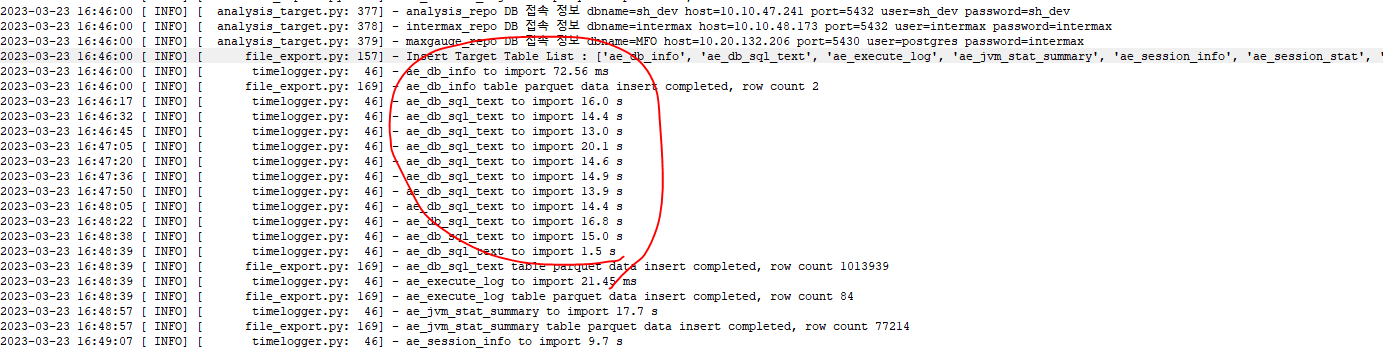 2023-03-23 16:46:00 [ INFO] [ analysis_target.py: 377] - analysis_repo DB 접속 정보 dbname=sh_dev host=10.10.47.241 port=5432 user=sh_dev password=sh_dev
2023-03-23 16:46:00 [ INFO] [ analysis_target.py: 378] - intermax_repo DB 접속 정보 dbname=intermax host=10.10.48.173 port=5432 user=intermax password=intermax
2023-03-23 16:46:00 [ INFO] [ analysis_target.py: 379] - maxgauge_repo DB 접속 정보 dbname=MFO host=10.20.132.206 port=5430 user=postgres password=intermax
2023-03-23 16:46:00 [ INFO] [ file_export.py: 157] - Insert Target Table List : ['ae_db_info', 'ae_db_sql_text', 'ae_execute_log', 'ae_jvm_stat_summary', 'ae_session_info', 'ae_session_stat', '
2023-03-23 16:46:00 [ INFO] [ timelogger.py: 46] - ae_db_info to import 72.56 ms
2023-03-23 16:46:00 [ INFO] [ file_export.py: 169] - ae_db_info table parquet data insert completed, row count 2
2023-03-23 16:46:17 [ INFO] [ timelogger.py: 46] - ae_db_sql_text to import 16.0 s
2023-03-23 16:46:32 [ INFO] [ timelogger.py: 46] - ae_db_sql_text to import 14.4 s
2023-03-23 16:46:45 [ INFO] [ timelogger.py: 46] - ae_db_sql_text to import 13.0 s
2023-03-23 16:47:05 [ INFO] [ timelogger.py: 46] - ae_db_sql_text to import 20.1 s
2023-03-23 16:47:20 [ INFO] [ timelogger.py: 46] - ae_db_sql_text to import 14.6 s
2023-03-23 16:47:36 [ INFO] [ timelogger.py: 46] - ae_db_sql_text to import 14.9 s
2023-03-23 16:47:50 [ INFO] [ timelogger.py: 46] - ae_db_sql_text to import 13.9 s
2023-03-23 16:48:05 [ INFO] [ timelogger.py: 46] - ae_db_sql_text to import 14.4 s
2023-03-23 16:48:22 [ INFO] [ timelogger.py: 46] - ae_db_sql_text to import 16.8 s
2023-03-23 16:48:38 [ INFO] [ timelogger.py: 46] - ae_db_sql_text to import 15.0 s
2023-03-23 16:48:39 [ INFO] [ timelogger.py: 46] - ae_db_sql_text to import 1.5 s
2023-03-23 16:48:39 [ INFO] [ file_export.py: 169] - ae_db_sql_text table parquet data insert completed, row count 1013939
2023-03-23 16:48:39 [ INFO] [ timelogger.py: 46] - ae_execute_log to import 21.45 ms
2023-03-23 16:48:39 [ INFO] [ file_export.py: 169] - ae_execute_log table parquet data insert completed, row count 84
2023-03-23 16:48:57 [ INFO] [ timelogger.py: 46] - ae_jvm_stat_summary to import 17.7 s
2023-03-23 16:48:57 [ INFO] [ file_export.py: 169] - ae_jvm_stat_summary table parquet data insert completed, row count 77214
2023-03-23 16:49:07 [ INFO] [ timelogger.py: 46] - ae_session_info to import 9.7 s